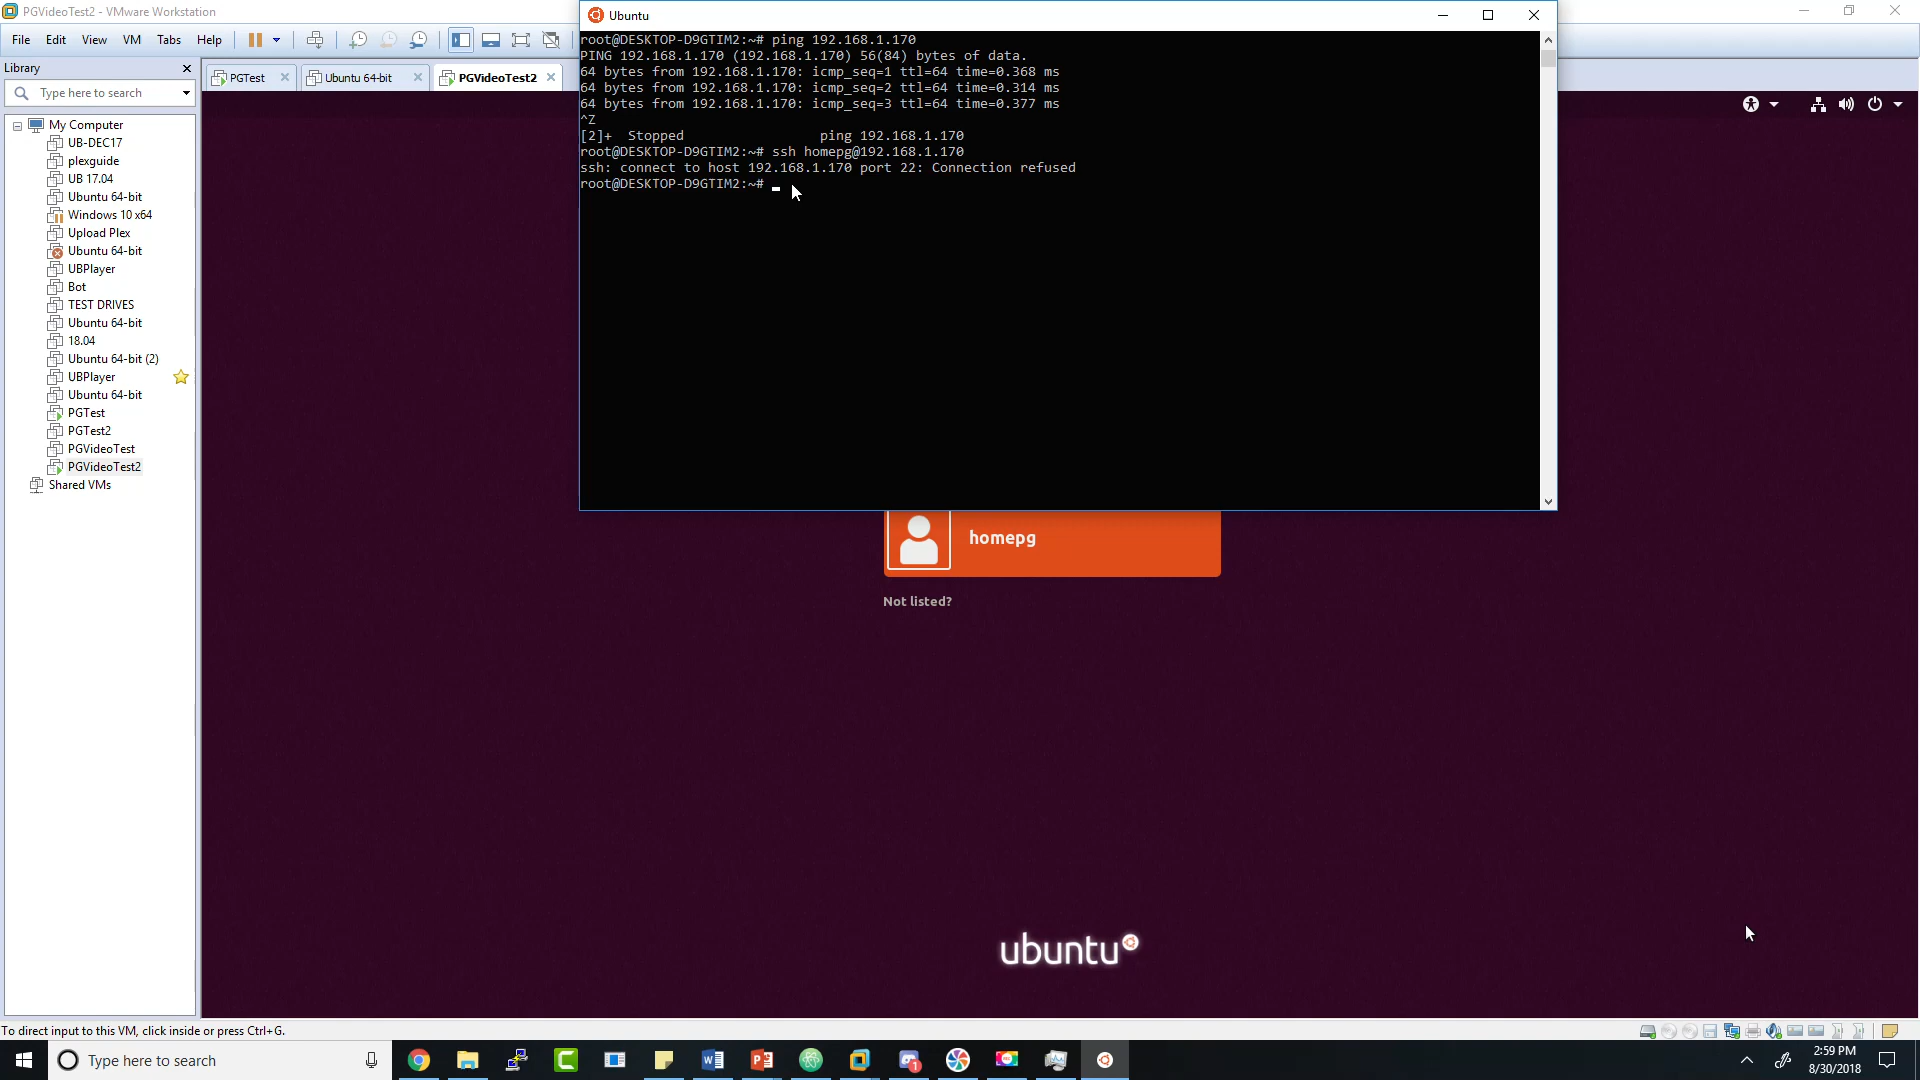 PGVideoTest2 - VMware Workstation
File Edit View VM Tabs Help
Library
Type here to search
My Computer
UB-DEC17
plexguide
UB 17.04
Ubuntu 64-bit
Windows 10 x64
Upload Plex
Ubuntu 64-bit
UBPlayer
Bot
TEST DRIVES
Ubuntu 64-bit
18.04
Ubuntu 64-bit (2)
UBPlayer
Ubuntu 64-bit
PGTest
PGTest2
PGVideoTest
PGVideoTest2
Shared VMs
PGTest Ubuntu 64-bit PGVideoTest2
Ubuntu
root@DESKTOP-D9GTIM2:~# ping 192.168.1.170
PING 192.168.1.170 (192.168.1.170) 56(84) bytes of data.
64 bytes from 192.168.1.170: icmp_seq=1 ttl=64 time=0.368 ms
64 bytes from 192.168.1.170: icmp_seq=2 ttl=64 time=0.314 ms
64 bytes from 192.168.1.170: icmp_seq=3 ttl=64 time=0.377 ms
^Z
[2]+  Stopped                 ping 192.168.1.170
root@DESKTOP-D9GTIM2:~# ssh homepg@192.168.1.170
ssh: connect to host 192.168.1.170 port 22: Connection refused
root@DESKTOP-D9GTIM2:~#
homepg
Not listed?
ubuntu
To direct input to this VM, click inside or press Ctrl+G.
Type here to search
1
2:59 PM
8/30/2018